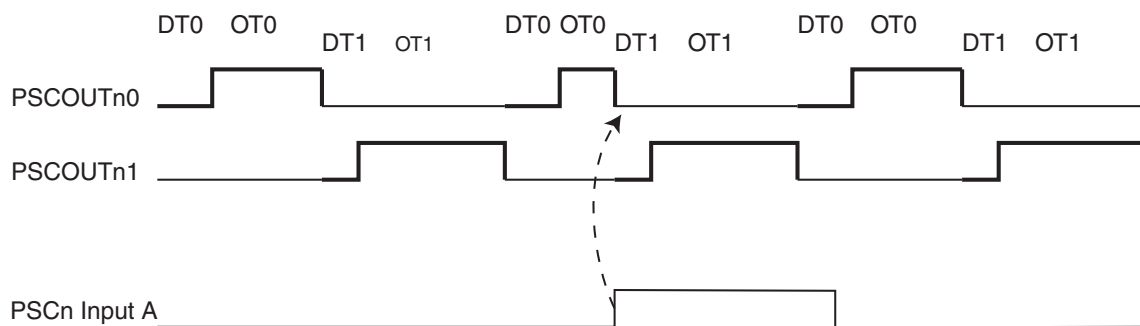 DT0 OT0 DT0 OT0 DT0 OT0
DT1 OT1 DT1 OT1 DT1 OT1
PSCOUTn0
PSCOUTn1
PSCn Input A